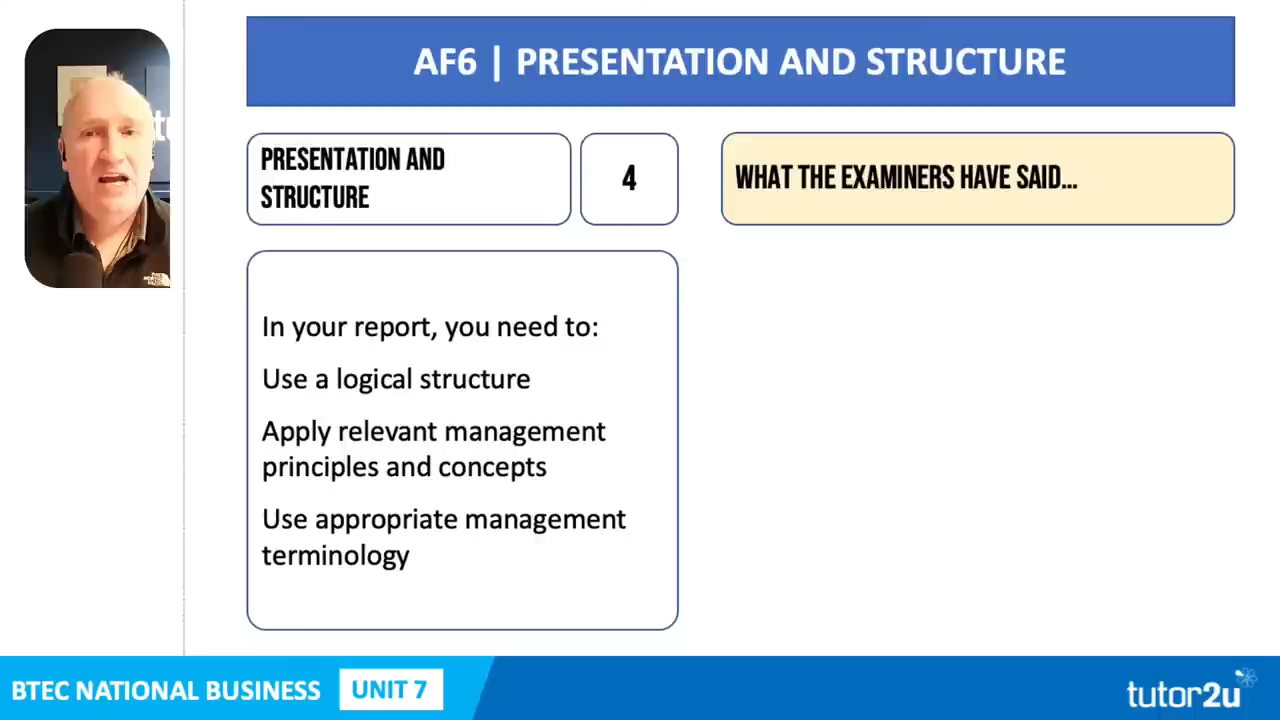 AF6 | PRESENTATION AND STRUCTURE
PRESENTATION AND
STRUCTURE
4
WHAT THE EXAMINERS HAVE SAID...
In your report, you need to:
Use a logical structure
Apply relevant management
principles and concepts
Use appropriate management
terminology
BTEC NATIONAL BUSINESS
UNIT 7
tutor2u